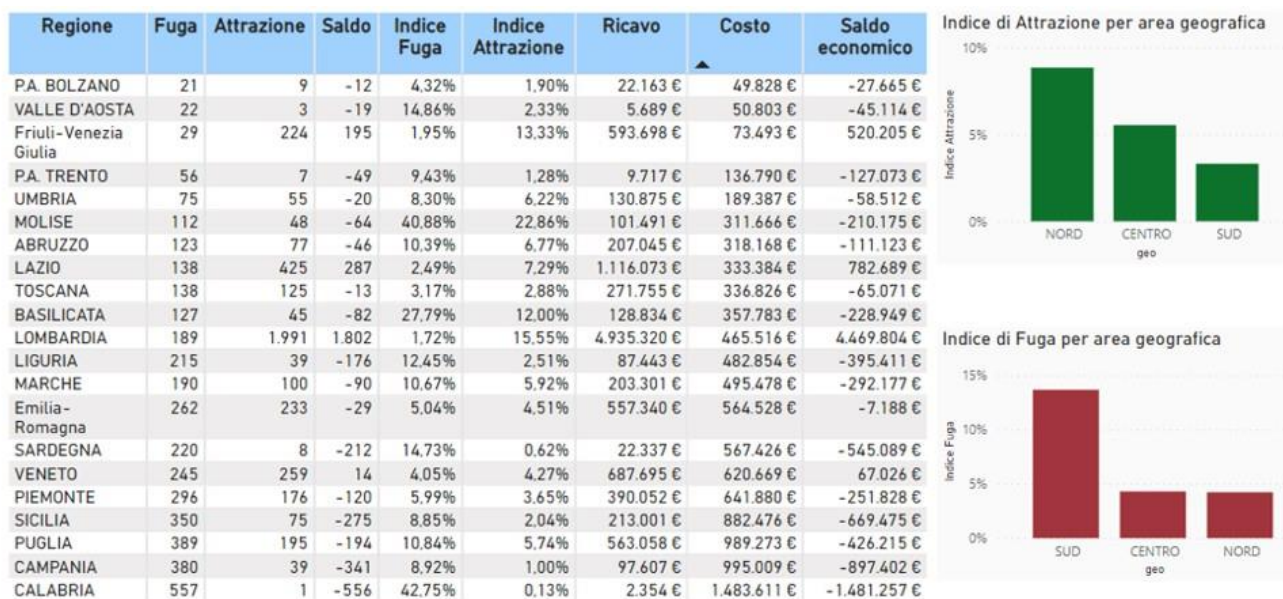 Regione Fuga Attrazione Saldo Indice Fuga Indice Attrazione Ricavo Costo Saldo economico
P.A. BOLZANO 21 9 -12 4,32% 1,90% 22.163 € 49.828 € -27.665 €
VALLE D'AOSTA 22 3 -19 14,86% 2,33% 5.689 € 50.803 € -45.114 €
Friuli-Venezia Giulia 29 224 195 1,95% 13,33% 593.698 € 73.493 € 520.205 €
P.A. TRENTO 56 7 -49 9,43% 1,28% 9.717 € 136.790 € -127.073 €
UMBRIA 75 55 -20 8,30% 6,22% 130.875 € 189.387 € -58.512 €
MOLISE 112 48 -64 40,88% 22,86% 101.491 € 311.666 € -210.175 €
ABRUZZO 123 77 -46 10,39% 6,77% 207.045 € 318.168 € -111.123 €
LAZIO 138 425 287 2,49% 7,29% 1.116.073 € 333.384 € 782.689 €
TOSCANA 138 125 -13 3,17% 2,88% 271.755 € 336.826 € -65.071 €
BASILICATA 127 45 -82 27,79% 12,00% 128.834 € 357.783 € -228.949 €
LOMBARDIA 189 1.991 1.802 1,72% 15,55% 4.935.320 € 465.516 € 4.469.804 €
LIGURIA 215 39 -176 12,45% 2,51% 87.443 € 482.854 € -395.411 €
MARCHE 190 100 -90 10,67% 5,92% 203.301 € 495.478 € -292.177 €
Emilia-Romagna 262 233 -29 5,04% 4,51% 557.340 € 564.528 € -7.188 €
SARDEGNA 220 8 -212 14,73% 0,62% 22.337 € 567.426 € -545.089 €
VENETO 245 259 14 4,05% 4,27% 687.695 € 620.669 € 67.026 €
PIEMONTE 296 176 -120 5,99% 3,65% 390.052 € 641.880 € -251.828 €
SICILIA 350 75 -275 8,85% 2,04% 213.001 € 882.476 € -669.475 €
PUGLIA 389 195 -194 10,84% 5,74% 563.058 € 989.273 € -426.215 €
CAMPANIA 380 39 -341 8,92% 1,00% 97.607 € 995.009 € -897.402 €
CALABRIA 557 1 -556 42,75% 0,13% 2.354 € 1.483.611 € -1.481.257 €
Indice di Attrazione per area geografica
Indice Attrazione
10%
5%
0%
NORD CENTRO SUD
geo
Indice di Fuga per area geografica
Indice Fuga
15%
10%
5%
0%
SUD CENTRO NORD
geo